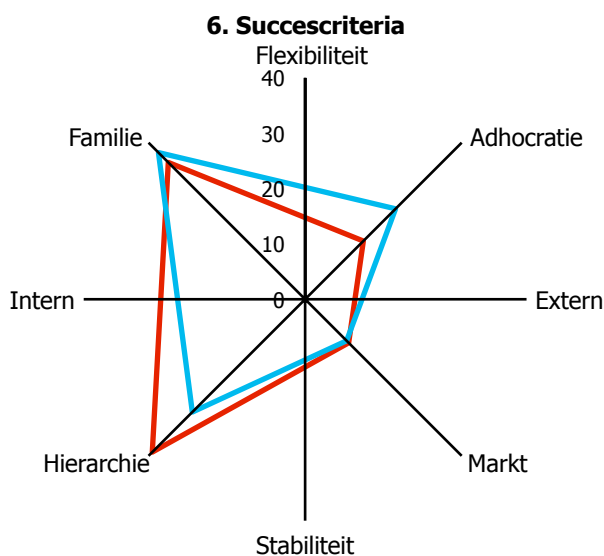 6. Succescriteria
Flexibiliteit
40
Familie
30
Adhocratie
20
10
Intern
0
Extern
Hierarchie
Markt
Stabiliteit